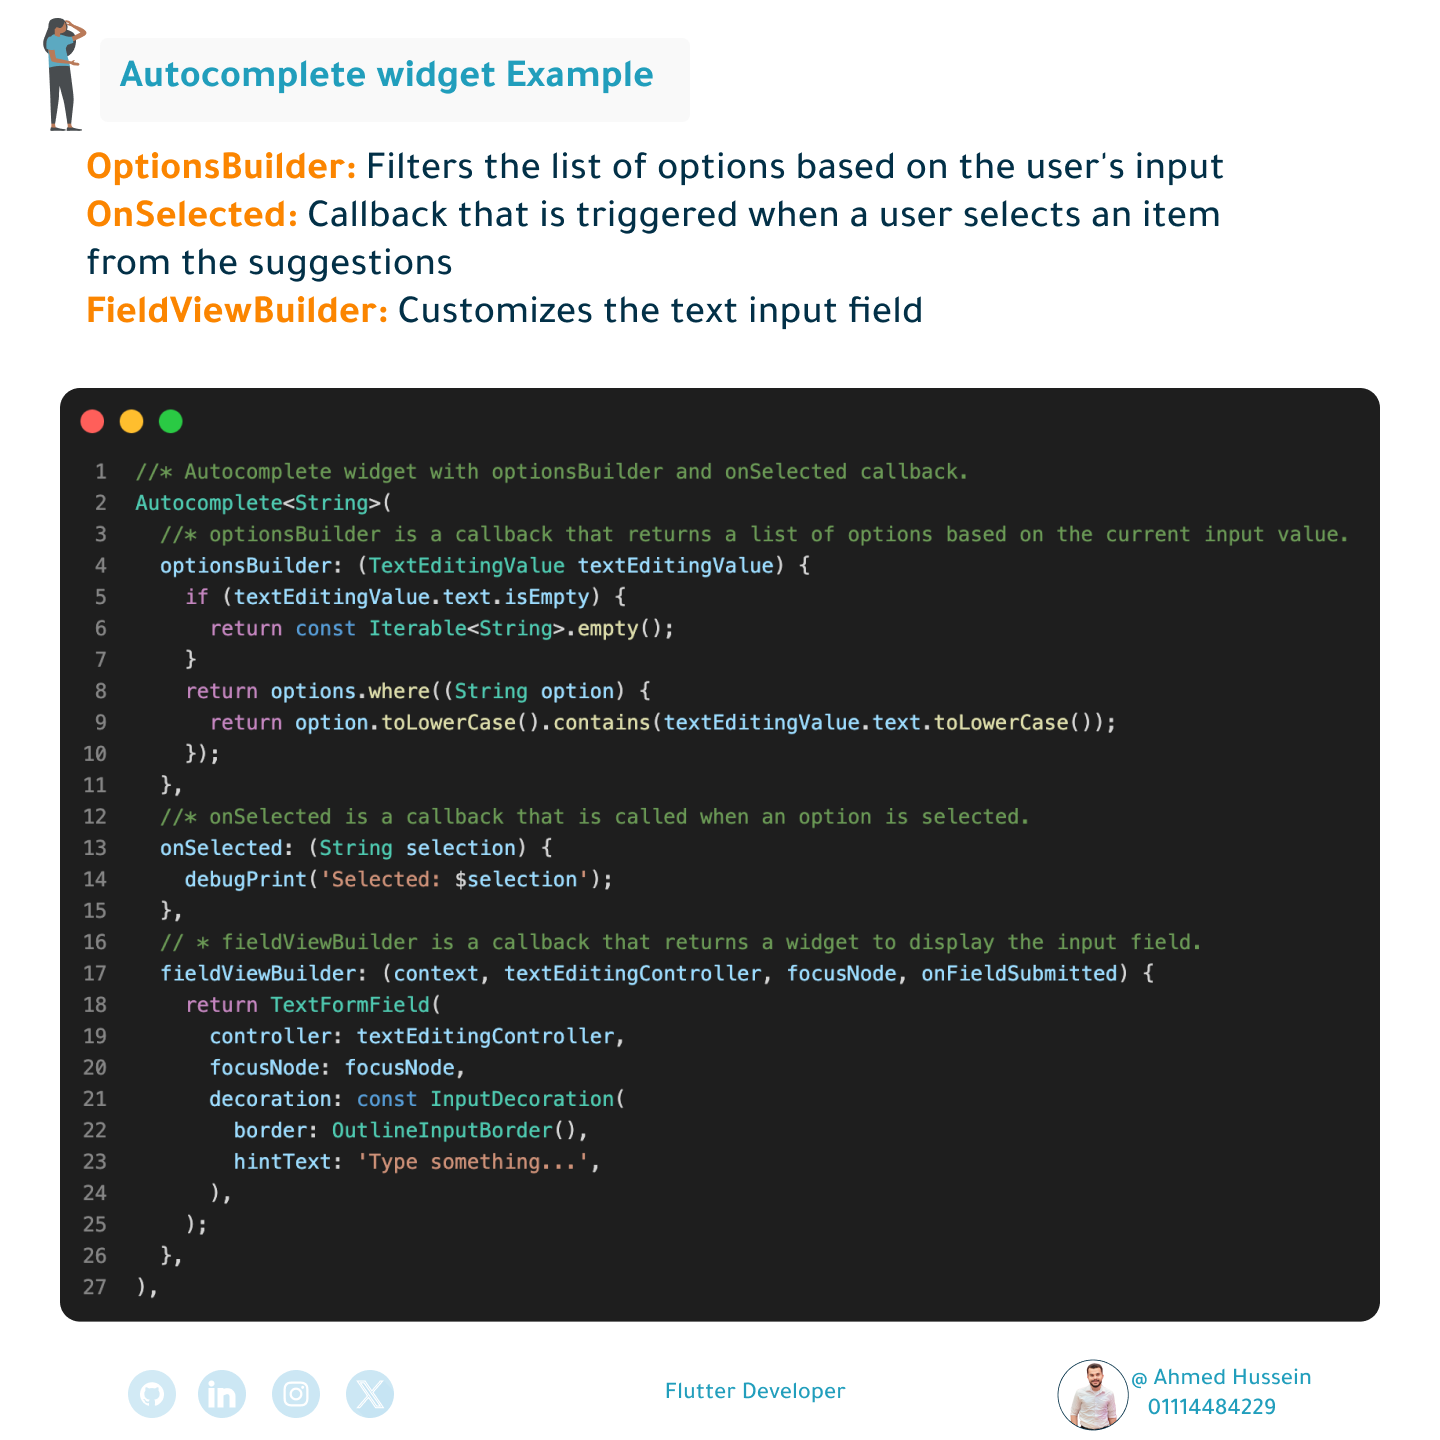 Autocomplete widget Example
OptionsBuilder: Filters the list of options based on the user's input
OnSelected: Callback that is triggered when a user selects an item
from the suggestions
FieldViewBuilder: Customizes the text input field
1 //* Autocomplete widget with optionsBuilder and onSelected callback.
2 Autocomplete<String>(
3 //* optionsBuilder is a callback that returns a list of options based on the current input value.
4 optionsBuilder: (TextEditingValue textEditingValue) {
5 if (textEditingValue.text.isEmpty) {
6 return const Iterable<String>.empty();
7 }
8 return options.where((String option) {
9 return option.toLowerCase().contains(textEditingValue.text.toLowerCase());
10 });
11 },
12 //* onSelected is a callback that is called when an option is selected.
13 onSelected: (String selection) {
14 debugPrint('Selected: $selection');
15 },
16 // * fieldViewBuilder is a callback that returns a widget to display the input field.
17 fieldViewBuilder: (context, textEditingController, focusNode, onFieldSubmitted) {
18 return TextFormField(
19 controller: textEditingController,
20 focusNode: focusNode,
21 decoration: const InputDecoration(
22 border: OutlineInputBorder(),
23 hintText: 'Type something...',
24 ),
25 );
26 },
27 ),
Flutter Developer
@ Ahmed Hussein
01114484229